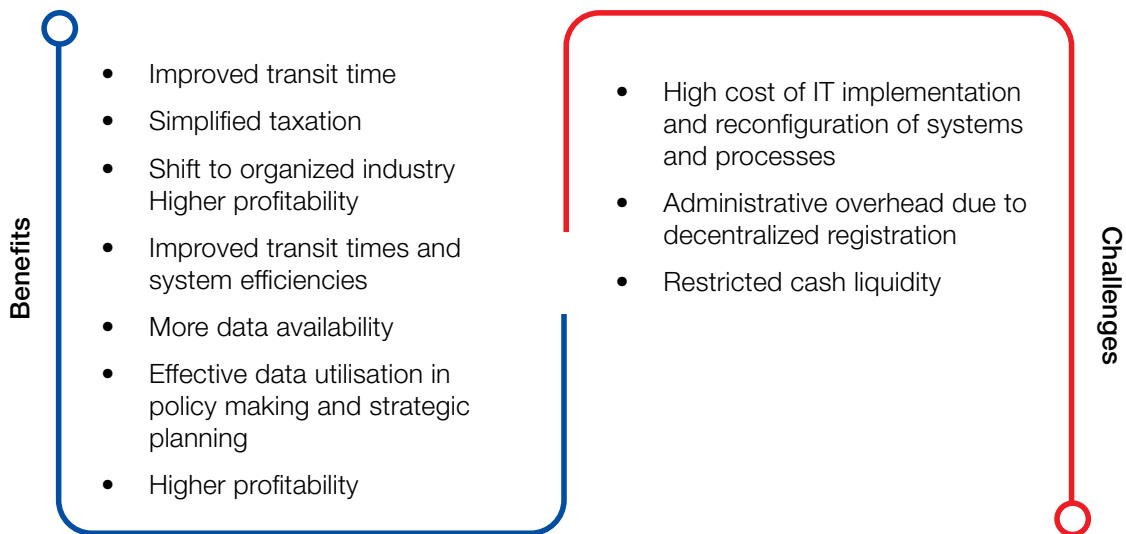 Benefits
• Improved transit time
• Simplified taxation
• Shift to organized industry
Higher profitability
• Improved transit times and
system efficiencies
• More data availability
• Effective data utilisation in
policy making and strategic
planning
• Higher profitability
• High cost of IT implementation
and reconfiguration of systems
and processes
• Administrative overhead due to
decentralized registration
• Restricted cash liquidity
Challenges